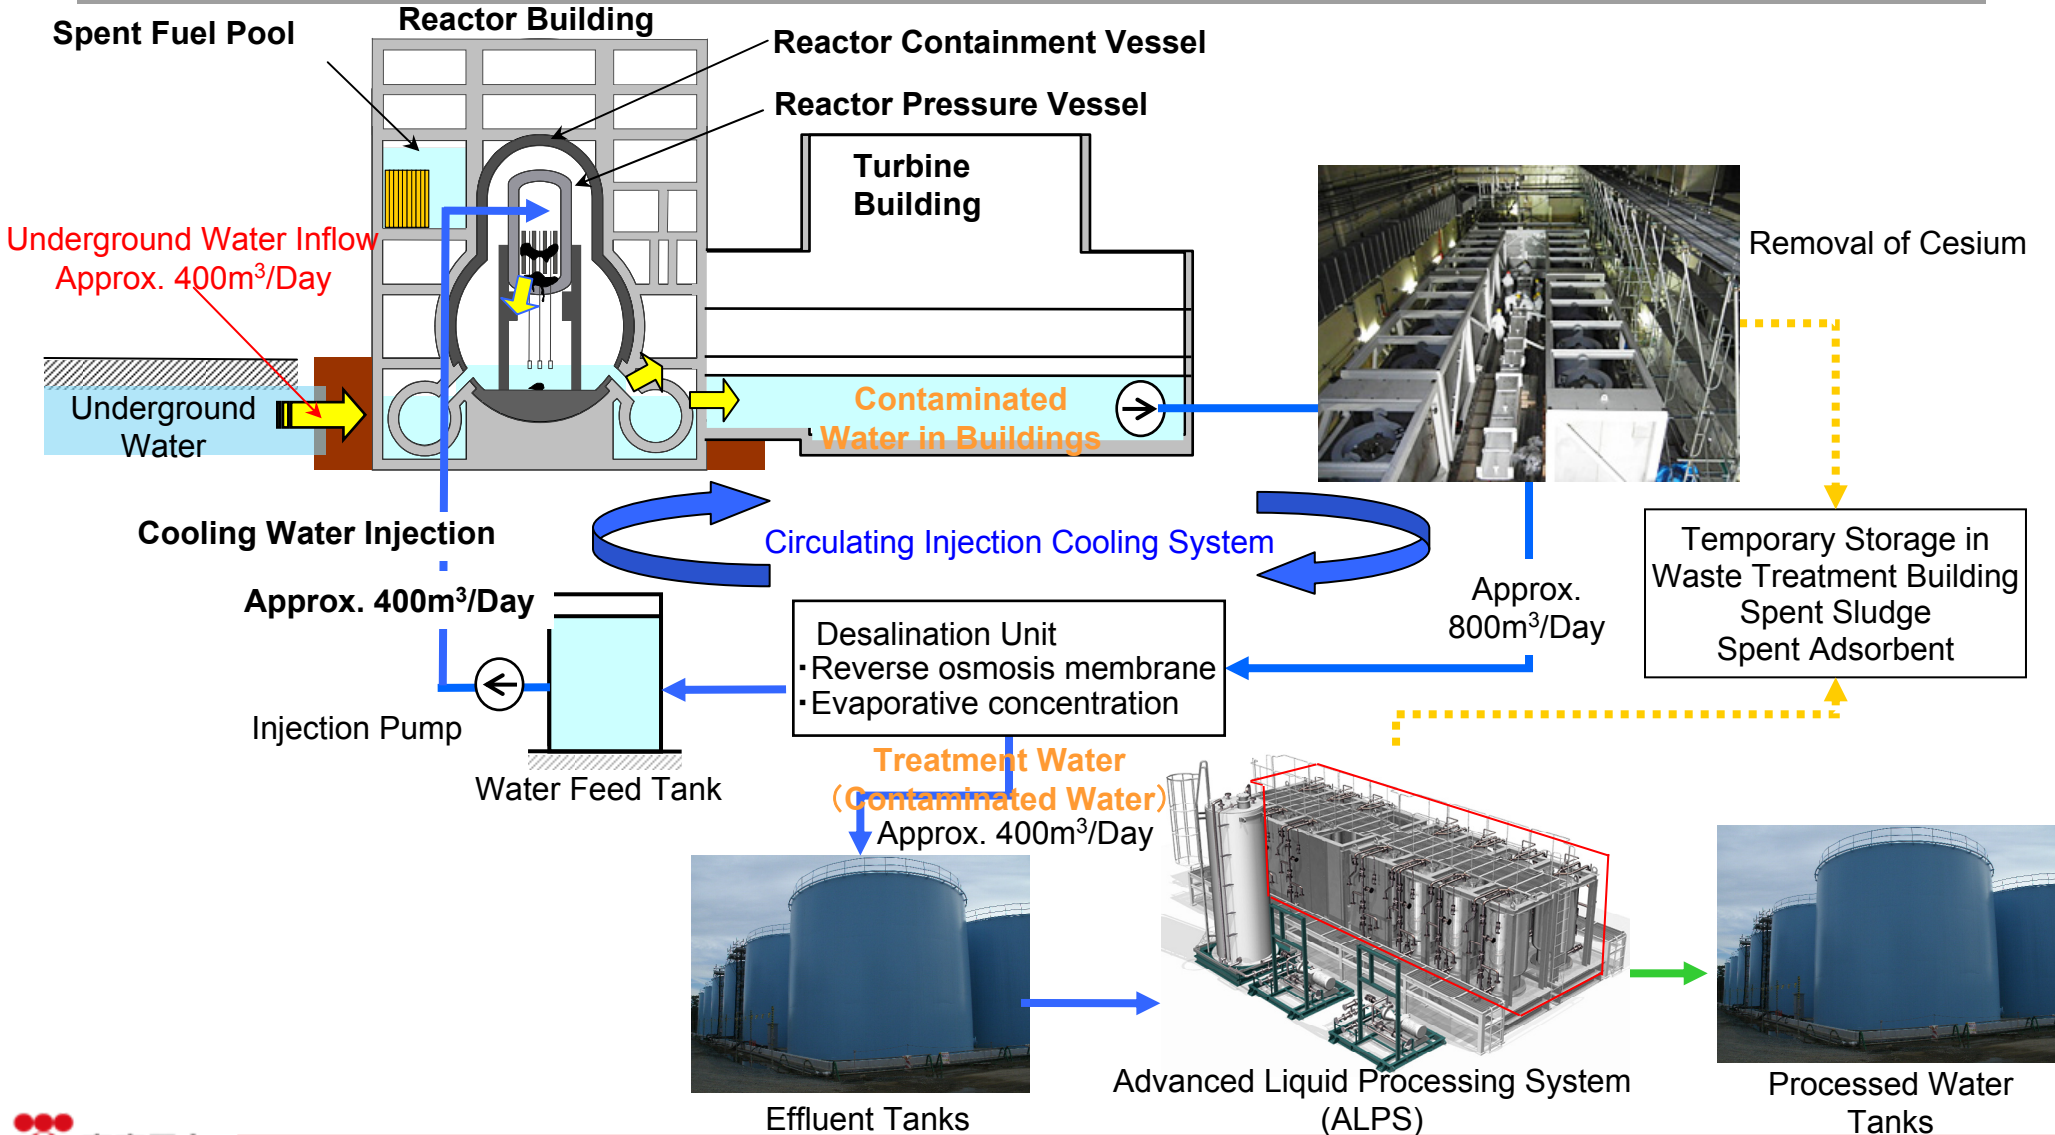 Reactor Building
Spent Fuel Pool
Reactor Containment Vessel
Reactor Pressure Vessel
Turbine
Building
Removal of Cesium
Underground Water Inflow
Approx. 400m³/Day
Underground
Water
Contaminated
Water in Buildings
Cooling Water Injection
Approx. 400m³/Day
Circulating Injection Cooling System
Approx.
800m³/Day
Temporary Storage in
Waste Treatment Building
Spent Sludge
Spent Adsorbent
Desalination Unit
・Reverse osmosis membrane
・Evaporative concentration
Injection Pump
Water Feed Tank
Treatment Water
（Contaminated Water）
Approx. 400m³/Day
Effluent Tanks
Advanced Liquid Processing System
(ALPS)
Processed Water
Tanks